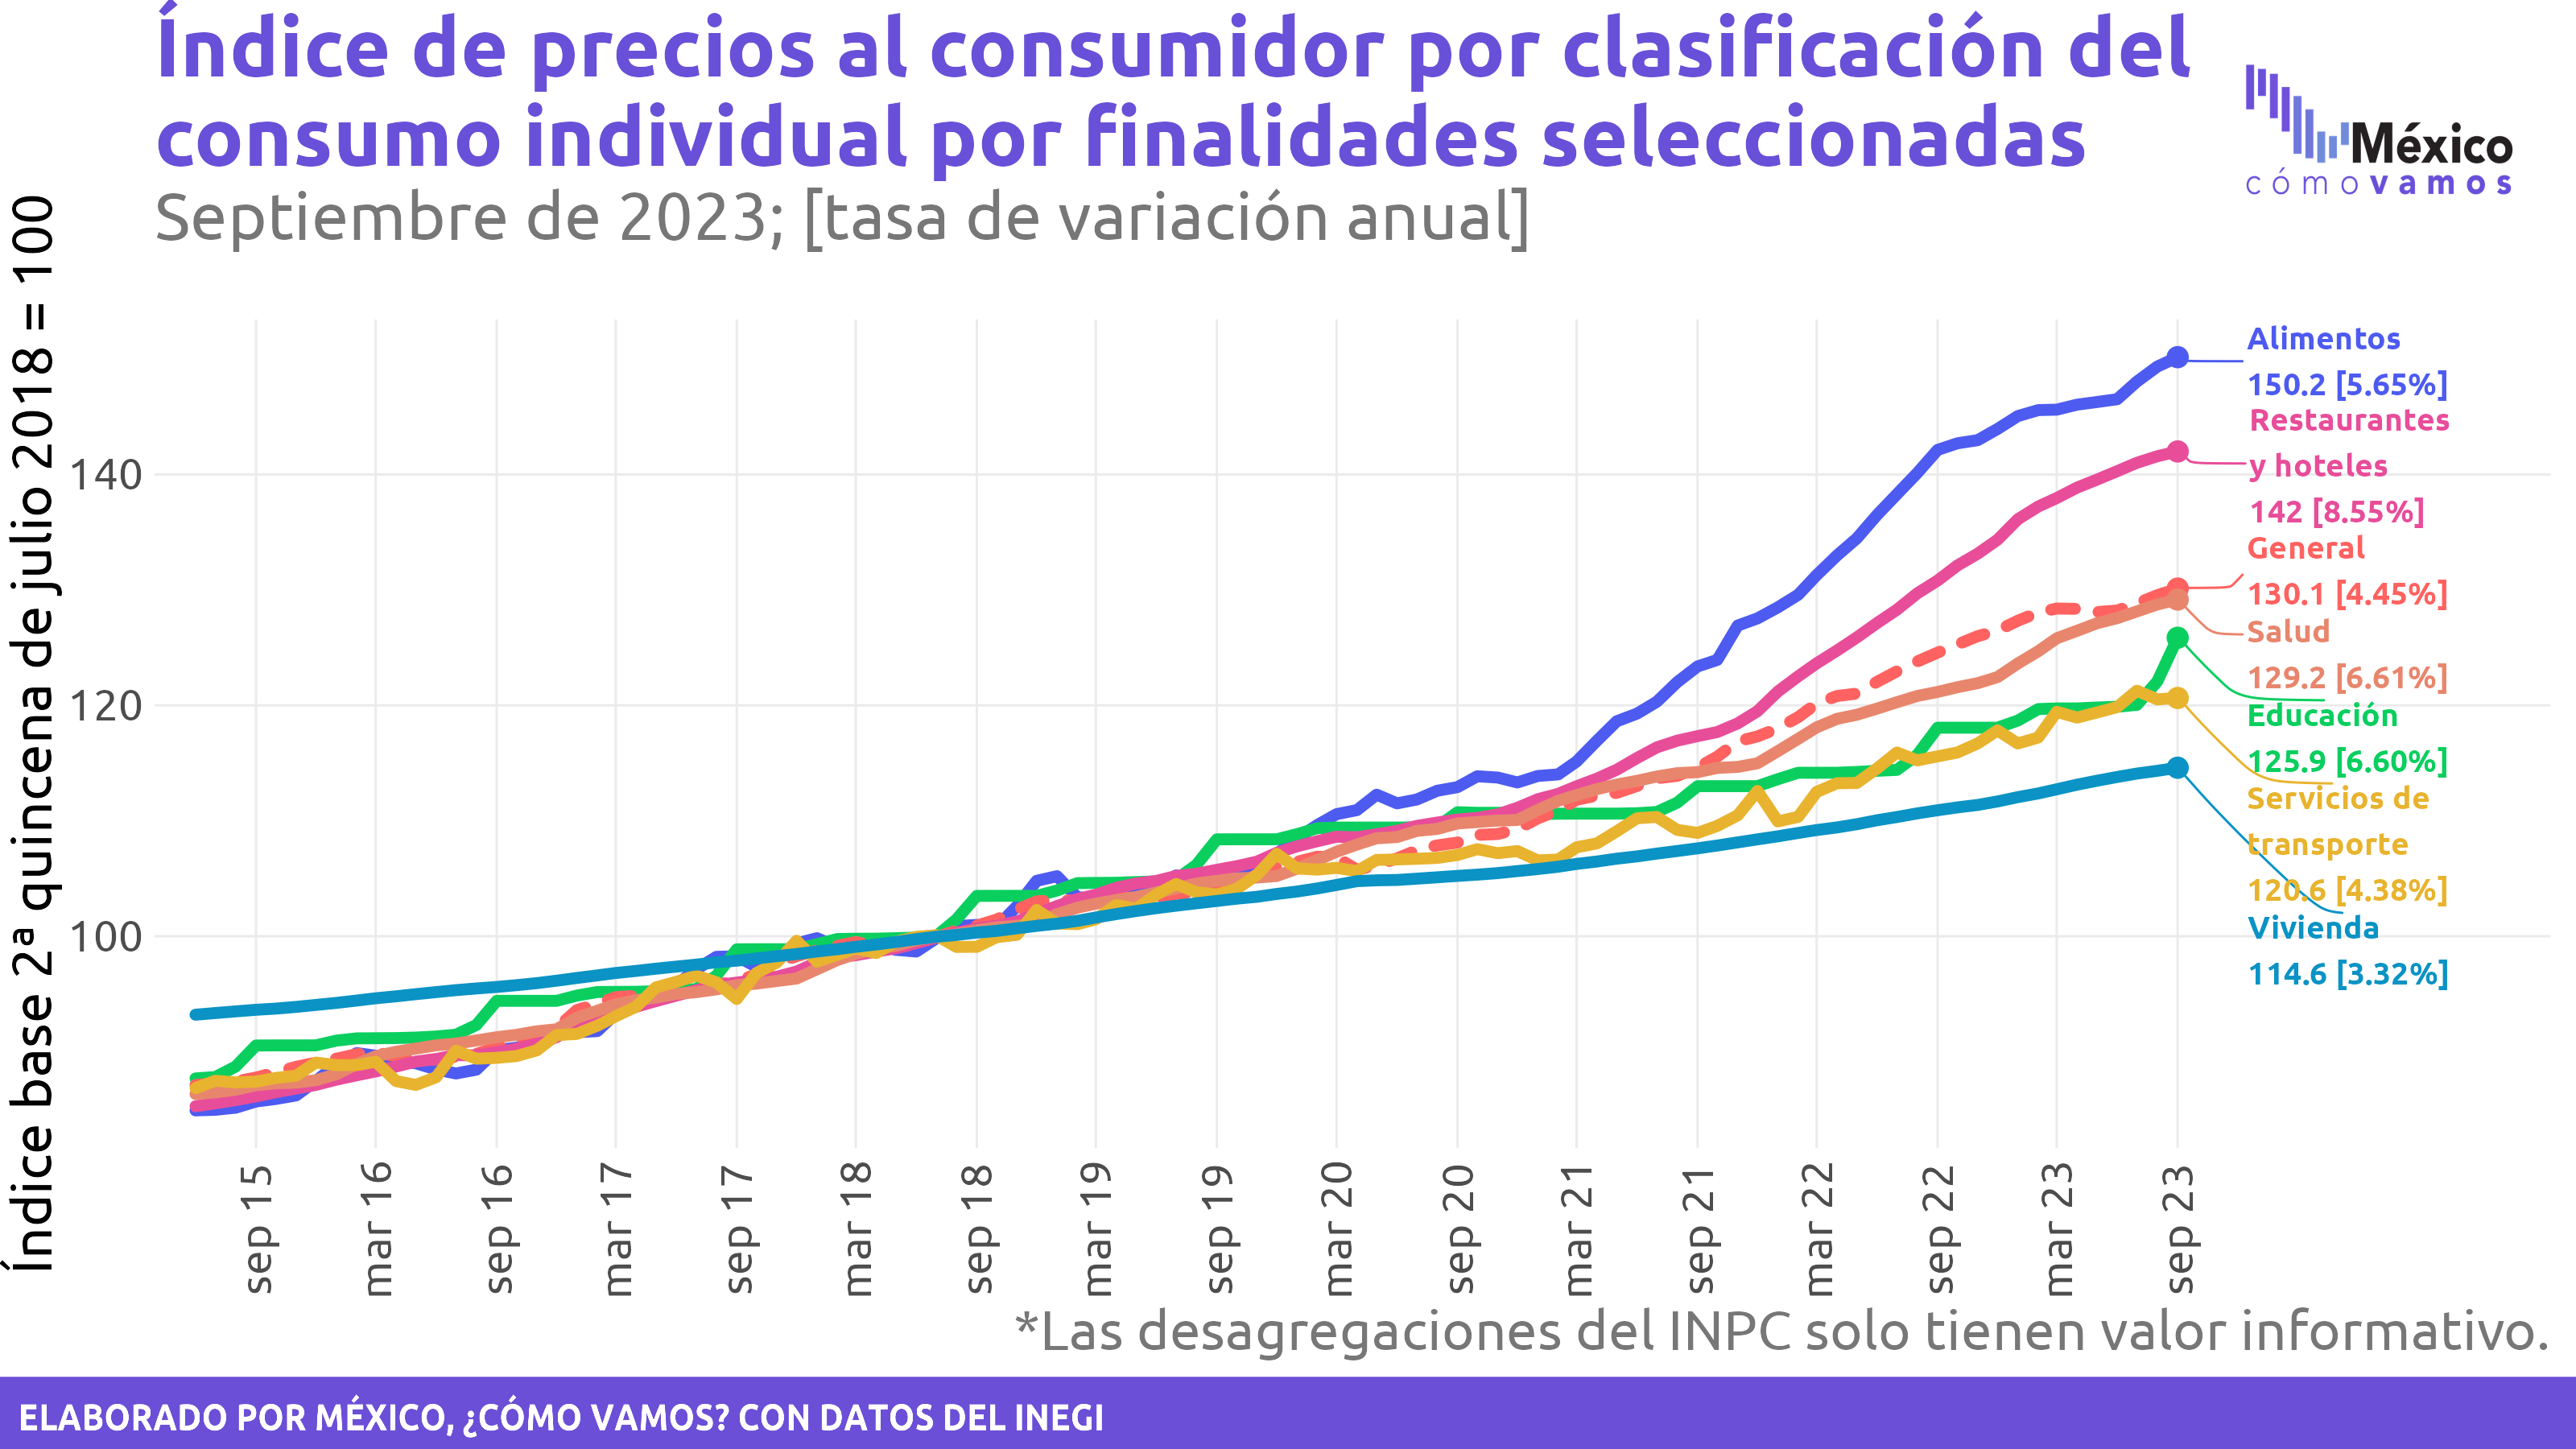 Índice de precios al consumidor por clasificación del
consumo individual por finalidades seleccionadas
Septiembre de 2023; [tasa de variación anual]
México
cómo vamos
Índice base 2ª quincena de julio 2018 = 100
140
120
100
Alimentos
150.2 [5.65%]
Restaurantes
y hoteles
142 [8.55%]
General
130.1 [4.45%]
Salud
129.2 [6.61%]
Educación
125.9 [6.60%]
Servicios de
transporte
120.6 [4.38%]
Vivienda
114.6 [3.32%]
sep 15
mar 16
sep 16
mar 17
sep 17
mar 18
sep 18
mar 19
sep 19
mar 20
sep 20
mar 21
sep 21
mar 22
sep 22
mar 23
sep 23
*Las desagregaciones del INPC solo tienen valor informativo.
ELABORADO POR MÉXICO, ¿CÓMO VAMOS? CON DATOS DEL INEGI